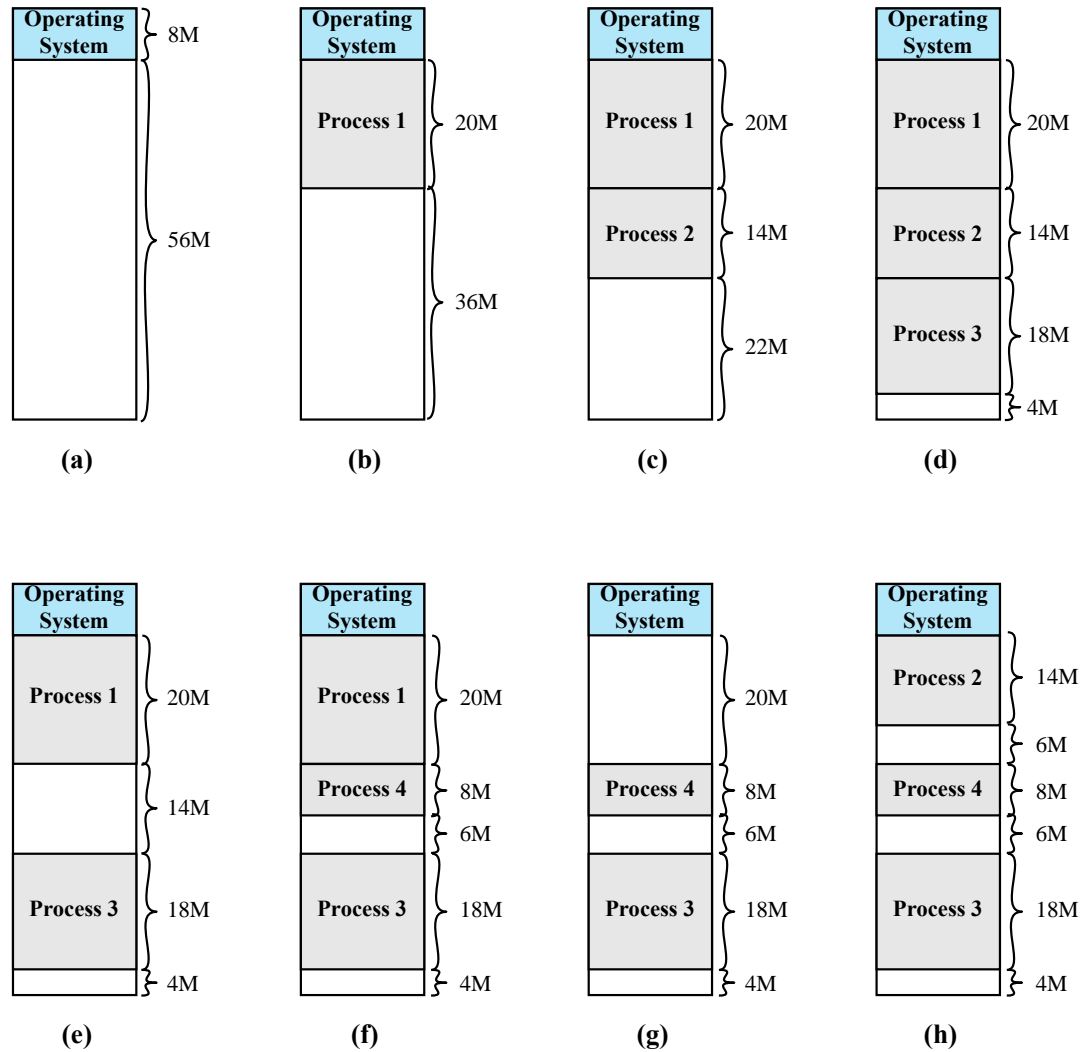 Operating
System
8M
56M
(a)
Operating
System
Process 1
20M
36M
(b)
Operating
System
Process 1
20M
Process 2
14M
22M
(c)
Operating
System
Process 1
20M
Process 2
14M
Process 3
18M
4M
(d)
Operating
System
Process 1
20M
14M
Process 3
18M
4M
(e)
Operating
System
Process 1
20M
Process 4
8M
6M
Process 3
18M
4M
(f)
Operating
System
20M
Process 4
8M
6M
Process 3
18M
4M
(g)
Operating
System
Process 2
14M
6M
Process 4
8M
6M
Process 3
18M
4M
(h)